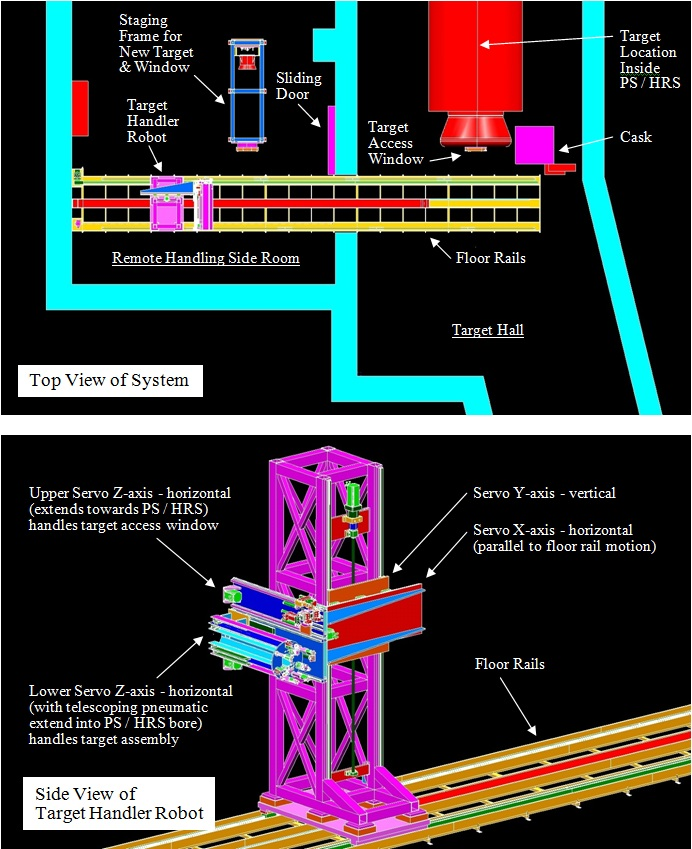 Staging
Frame for
New Target
& Window
Sliding
Door
Target
Handler
Robot
Target
Location
Inside
PS / HRS
Target
Access
Window
Cask
Remote Handling Side Room
Floor Rails
Target Hall
Top View of System
Upper Servo Z-axis - horizontal
(extends towards PS / HRS)
handles target access window
Servo Y-axis - vertical
Servo X-axis - horizontal
(parallel to floor rail motion)
Floor Rails
Lower Servo Z-axis - horizontal
(with telescoping pneumatic
extend into PS / HRS bore)
handles target assembly
Side View of
Target Handler Robot